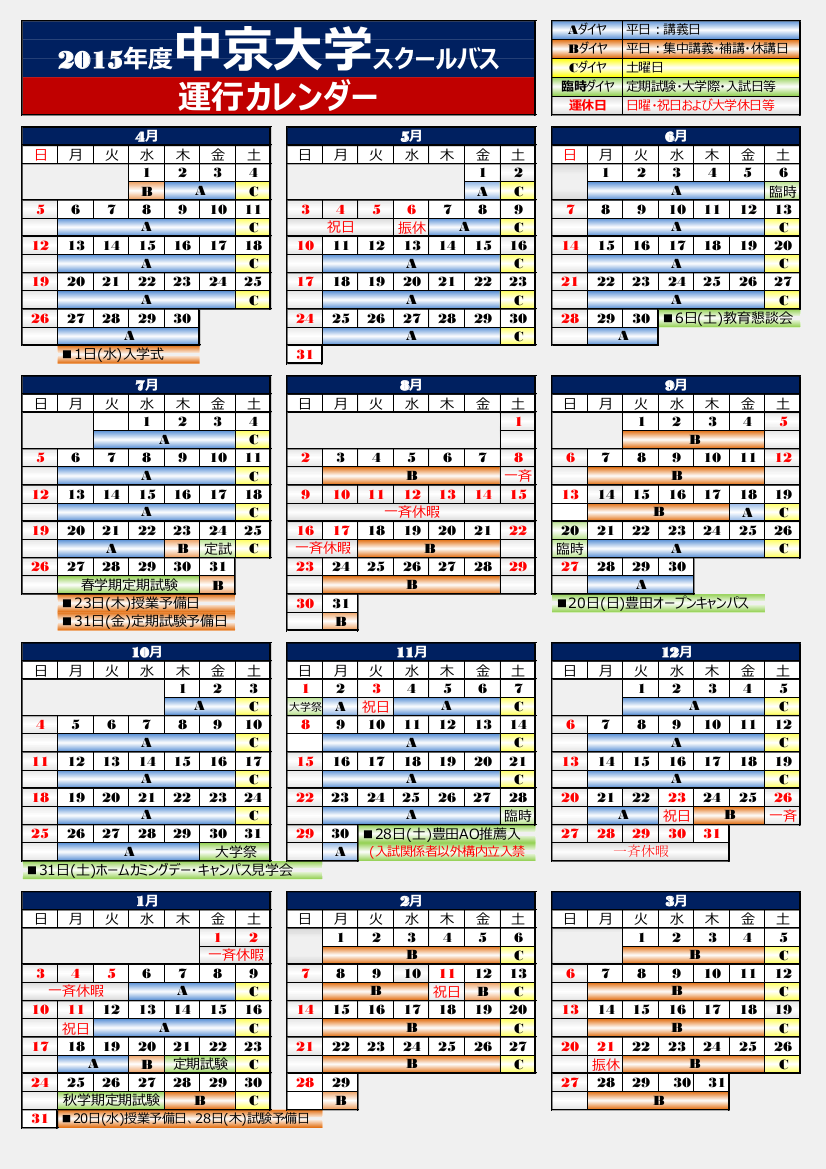 2015年度中京大学スクールバス
運行カレンダー
Aダイヤ 平日：講義日
Bダイヤ 平日：集中講義・補講・休講日
Cダイヤ 土曜日
臨時ダイヤ 定期試験・大学際・入試日等
運休日 日曜・祝日および大学休日等
4月
日 月 火 水 木 金 土
1 2 3 4
B A C
5 6 7 8 9 10 11
A C
12 13 14 15 16 17 18
A C
19 20 21 22 23 24 25
A C
26 27 28 29 30
A
■1日(水)入学式
5月
日 月 火 水 木 金 土
1 2
A C
3 4 5 6 7 8 9
祝日 振休 A C
10 11 12 13 14 15 16
A C
17 18 19 20 21 22 23
A C
24 25 26 27 28 29 30
A C
31
6月
日 月 火 水 木 金 土
1 2 3 4 5 6
A 臨時
7 8 9 10 11 12 13
A C
14 15 16 17 18 19 20
A C
21 22 23 24 25 26 27
A C
28 29 30 ■6日(土)教育懇談会
A
7月
日 月 火 水 木 金 土
1 2 3 4
A C
5 6 7 8 9 10 11
A C
12 13 14 15 16 17 18
A C
19 20 21 22 23 24 25
A B 定試 C
26 27 28 29 30 31
春学期定期試験 B
■23日(木)授業予備日
■31日(金)定期試験予備日
8月
日 月 火 水 木 金 土
1
2 3 4 5 6 7 8
B 一斉
9 10 11 12 13 14 15
一斉休暇
16 17 18 19 20 21 22
一斉休暇 B
23 24 25 26 27 28 29
B
30 31
B
9月
日 月 火 水 木 金 土
1 2 3 4 5
B
6 7 8 9 10 11 12
B
13 14 15 16 17 18 19
B A C
20 21 22 23 24 25 26
臨時 A C
27 28 29 30
A
■20日(日)豊田オープンキャンパス
10月
日 月 火 水 木 金 土
1 2 3
A C
4 5 6 7 8 9 10
A C
11 12 13 14 15 16 17
A C
18 19 20 21 22 23 24
A C
25 26 27 28 29 30 31
A 大学祭
■31日(土)ホームカミングデー・キャンパス見学会
11月
日 月 火 水 木 金 土
1 2 3 4 5 6 7
大学祭 A 祝日 A C
8 9 10 11 12 13 14
A C
15 16 17 18 19 20 21
A C
22 23 24 25 26 27 28
A 臨時
29 30 ■28日(土)豊田AO推薦入
A (入試関係者以外構内立入禁
12月
日 月 火 水 木 金 土
1 2 3 4 5
A C
6 7 8 9 10 11 12
A C
13 14 15 16 17 18 19
A C
20 21 22 23 24 25 26
A 祝日 B 一斉
27 28 29 30 31
一斉休暇
1月
日 月 火 水 木 金 土
1 2
一斉休暇
3 4 5 6 7 8 9
一斉休暇 A C
10 11 12 13 14 15 16
祝日 A C
17 18 19 20 21 22 23
A B 定期試験 C
24 25 26 27 28 29 30
秋学期定期試験 B C
31 ■20日(水)授業予備日、28日(木)試験予備日
2月
日 月 火 水 木 金 土
1 2 3 4 5 6
B C
7 8 9 10 11 12 13
B 祝日 B C
14 15 16 17 18 19 20
B C
21 22 23 24 25 26 27
B C
28 29
B
3月
日 月 火 水 木 金 土
1 2 3 4 5
B C
6 7 8 9 10 11 12
B C
13 14 15 16 17 18 19
B C
20 21 22 23 24 25 26
振休 B C
27 28 29 30 31
B